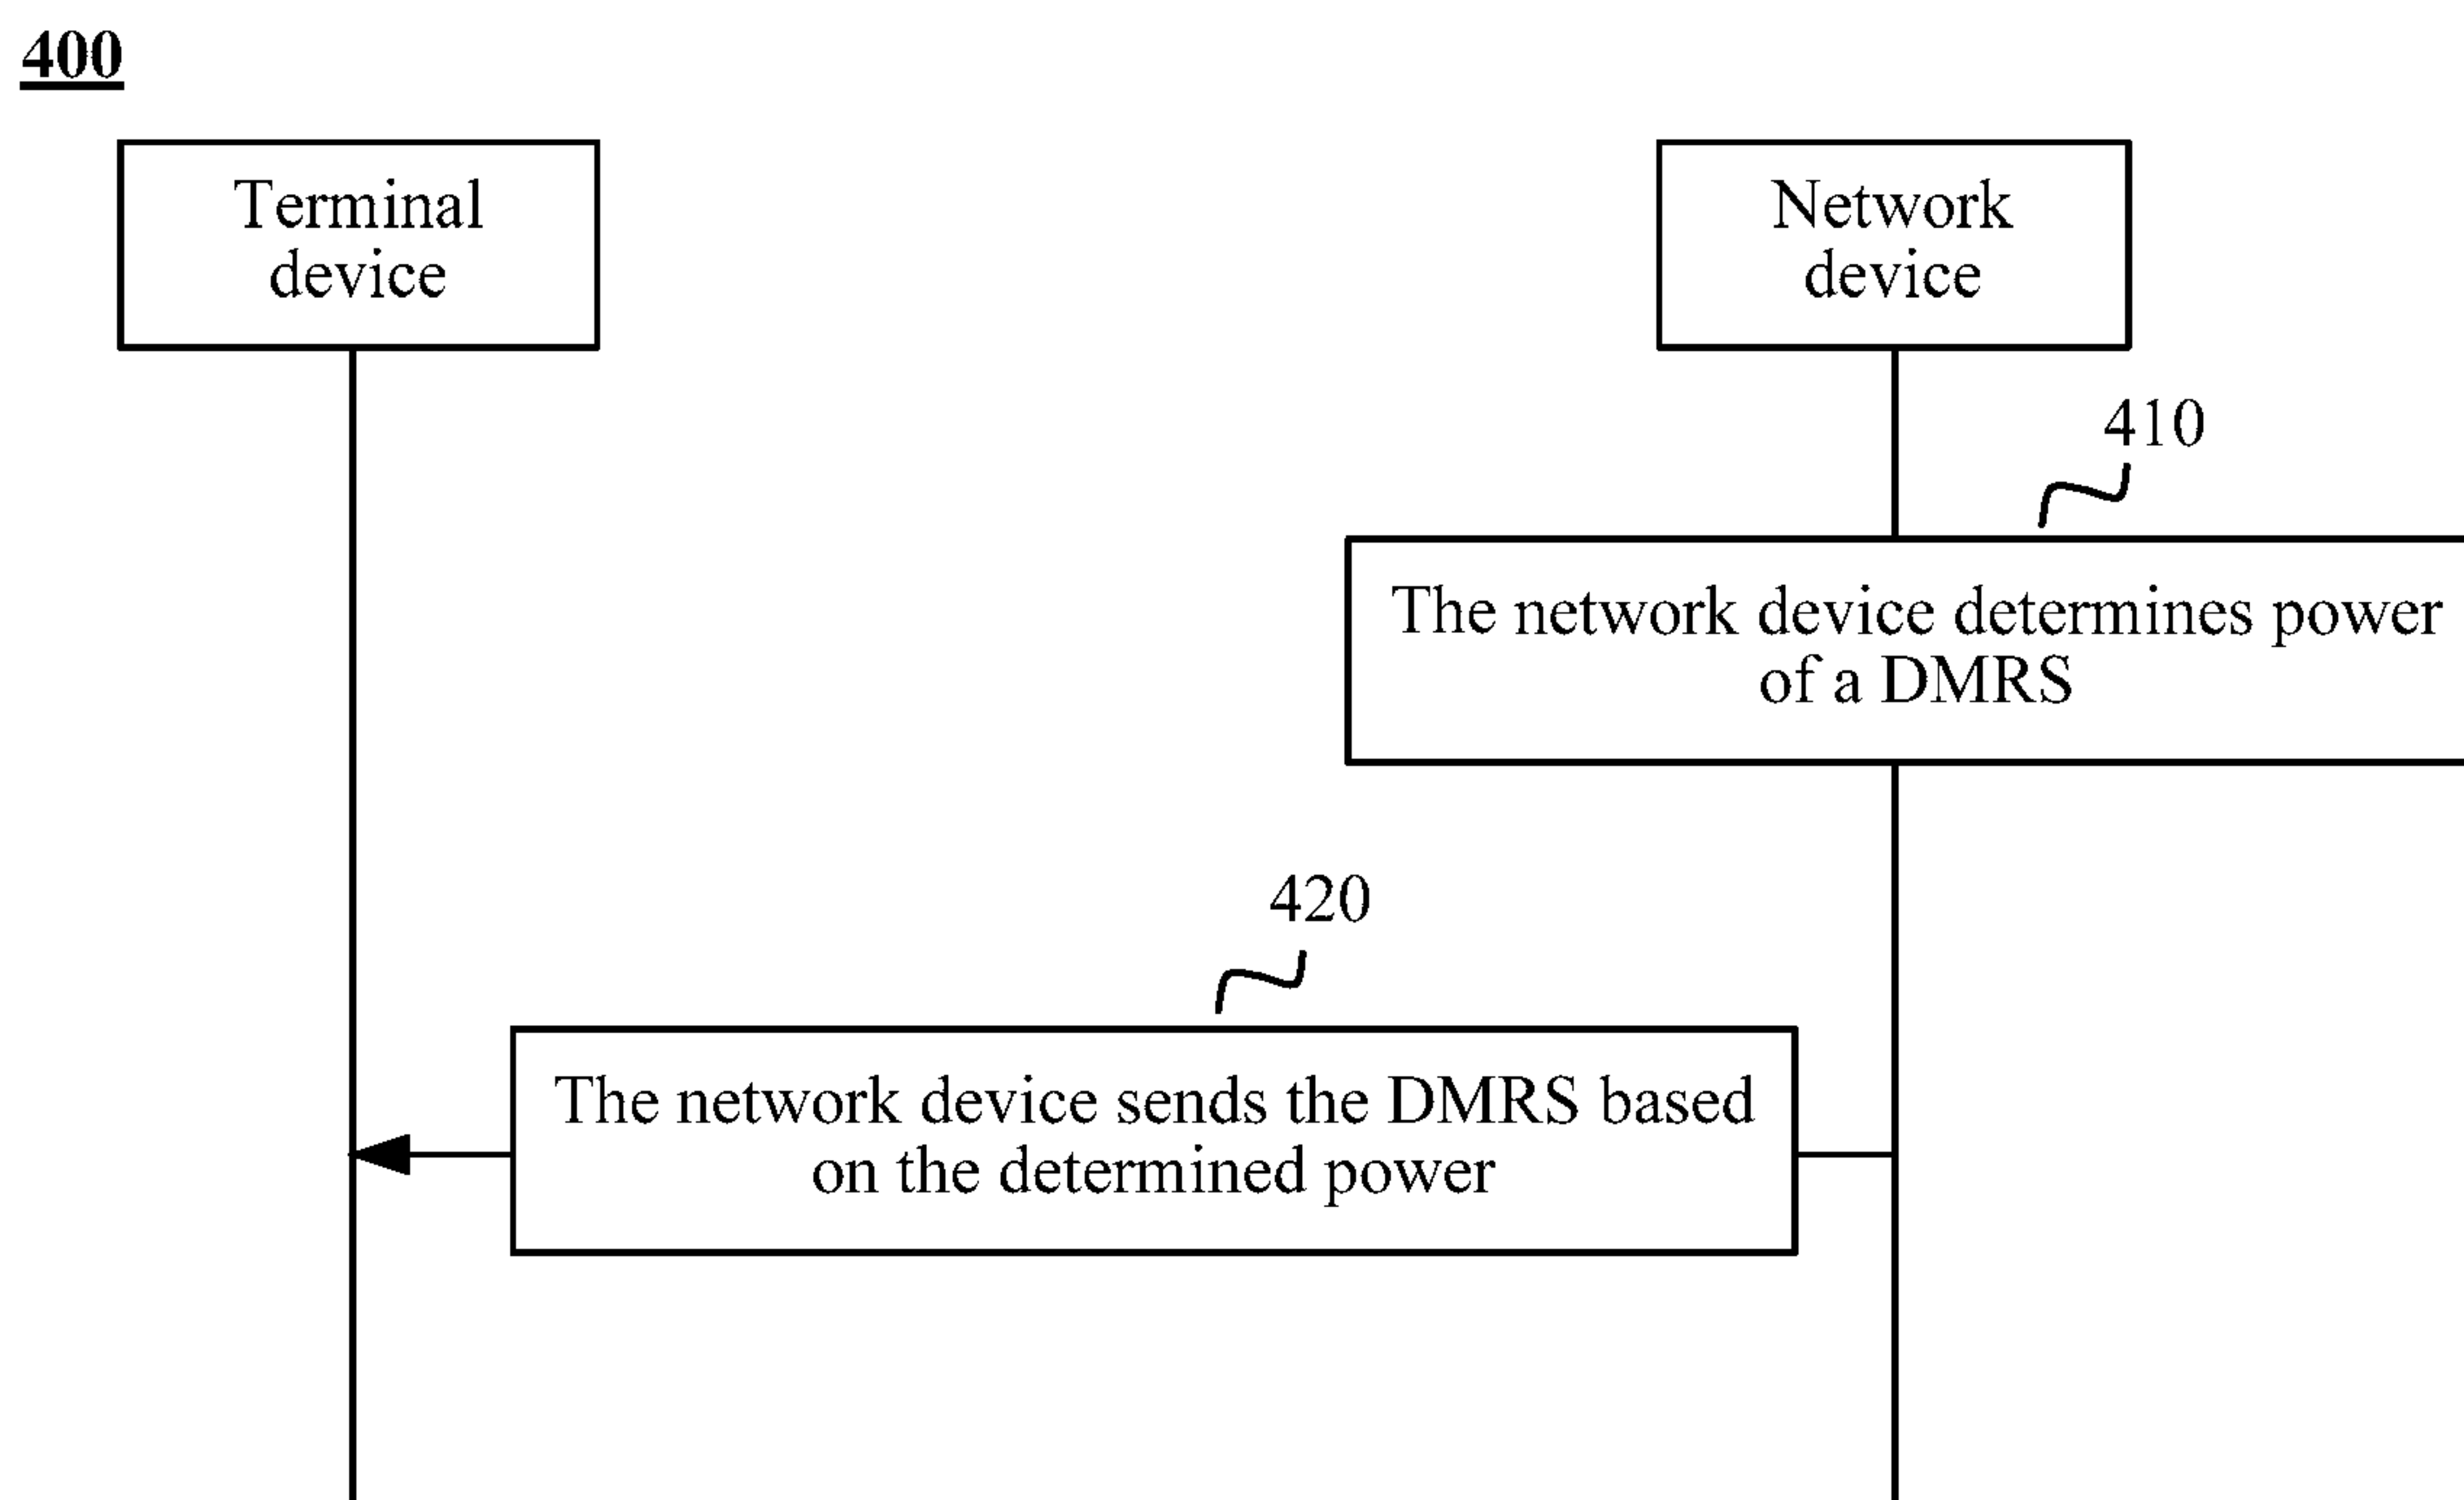 400
Terminal
device
Network
device
410
The network device determines power
of a DMRS
420
The network device sends the DMRS based
on the determined power